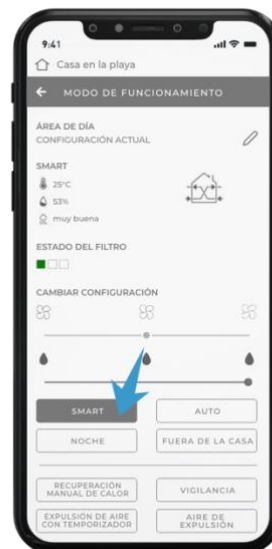 9:41
Casa en la playa
MODO DE FUNCIONAMIENTO
ÁREA DE DÍA
CONFIGURACIÓN ACTUAL
SMART
25°C
53%
muy buena
ESTADO DEL FILTRO
CAMBIAR CONFIGURACIÓN
SMART
AUTO
NOCHE
FUERA DE LA CASA
RECUPERACIÓN
MANUAL DE CALOR
VIGILANCIA
EXPULSIÓN DE AIRE
CON TEMPORIZADOR
AIRE DE
EXPULSIÓN